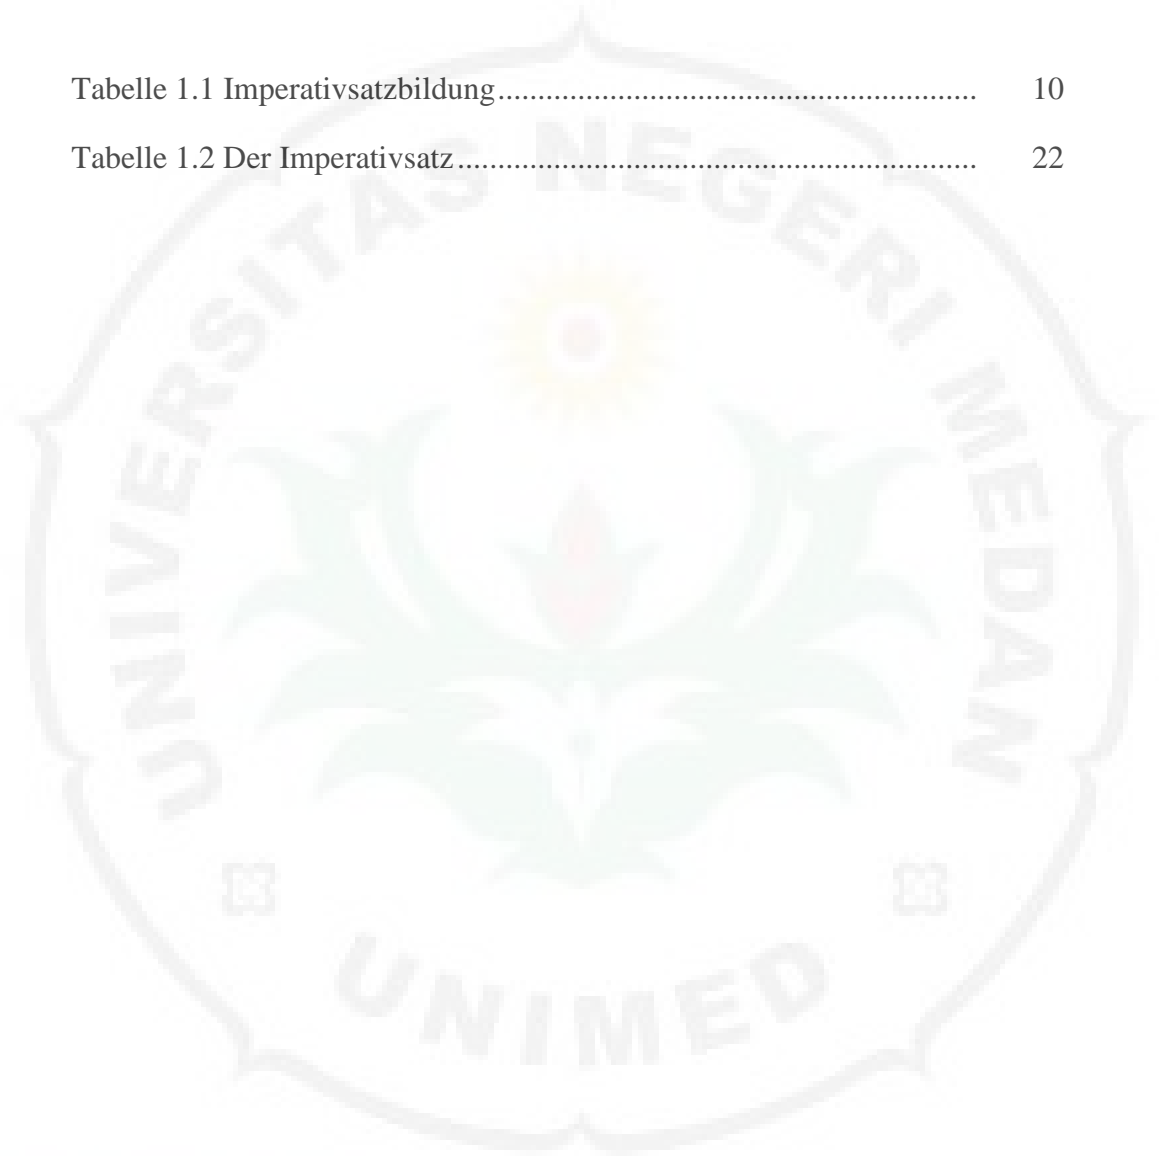 Tabelle 1.1 Imperativsatzbildung............................................................ 10
Tabelle 1.2 Der Imperativsatz................................................................. 22
UNIVERSITAS NEGERI MEDAN
UNIMED